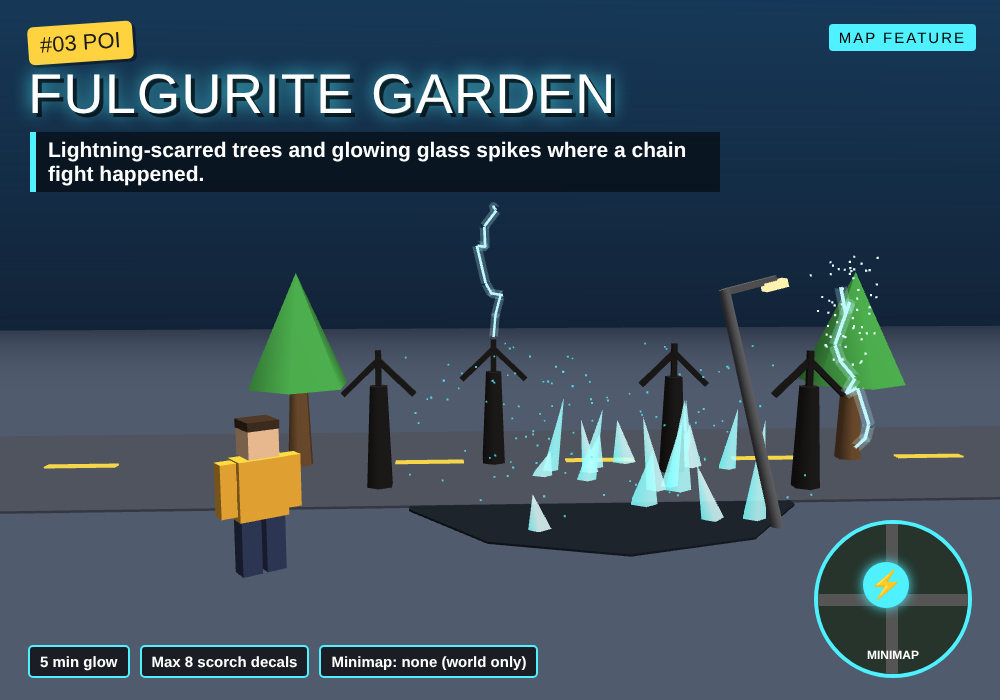 #03 POI
MAP FEATURE
FULGURITE GARDEN
Lightning-scarred trees and glowing glass spikes where a chain
fight happened.
5 min glow
Max 8 scorch decals
Minimap: none (world only)
MINIMAP